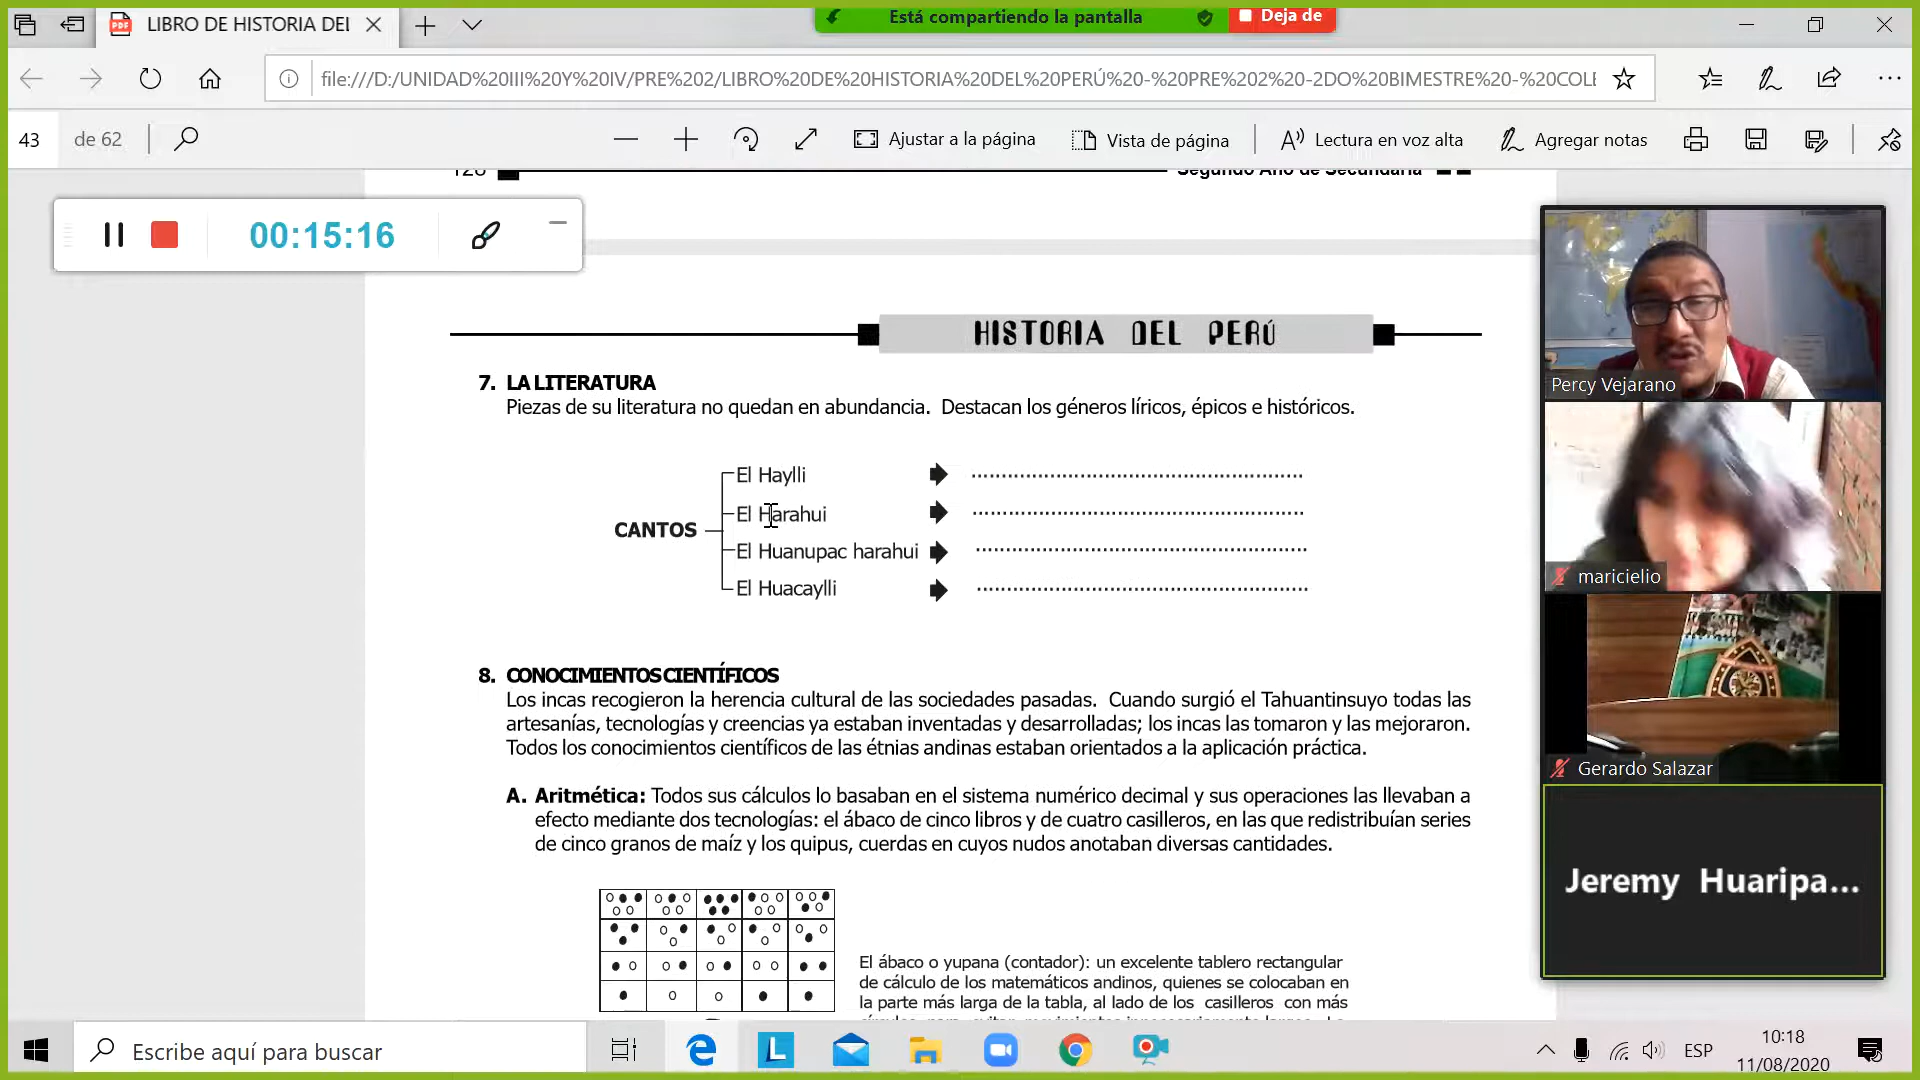 LIBRO DE HISTORIA DEL
Está compartiendo la pantalla
Deja de
file:///D:/UNIDAD%20III%20Y%20IV/PRE%202/LIBRO%20DE%20HISTORIA%20DEL%20PERÚ%20-%20PRE%202%20-2DO%20BIMESTRE%20-%20COLE
43 de 62
Ajustar a la página
Vista de página
Lectura en voz alta
Agregar notas
128
Segundo Año de Secundaria
00:15:16
HISTORIA DEL PERÚ
7. LA LITERATURA
Piezas de su literatura no quedan en abundancia. Destacan los géneros líricos, épicos e históricos.
CANTOS
El Haylli
El Harahui
El Huanupac harahui
El Huacaylli
8. CONOCIMIENTOS CIENTÍFICOS
Los incas recogieron la herencia cultural de las sociedades pasadas. Cuando surgió el Tahuantinsuyo todas las
artesanías, tecnologías y creencias ya estaban inventadas y desarrolladas; los incas las tomaron y las mejoraron.
Todos los conocimientos científicos de las étnias andinas estaban orientados a la aplicación práctica.
A. Aritmética: Todos sus cálculos lo basaban en el sistema numérico decimal y sus operaciones las llevaban a
efecto mediante dos tecnologías: el ábaco de cinco libros y de cuatro casilleros, en las que redistribuían series
de cinco granos de maíz y los quipus, cuerdas en cuyos nudos anotaban diversas cantidades.
El ábaco o yupana (contador): un excelente tablero rectangular
de cálculo de los matemáticos andinos, quienes se colocaban en
la parte más larga de la tabla, al lado de los casilleros con más
Percy Vejarano
maricielio
Gerardo Salazar
Jeremy Huaripa...
Escribe aquí para buscar
ESP
10:18
11/08/2020